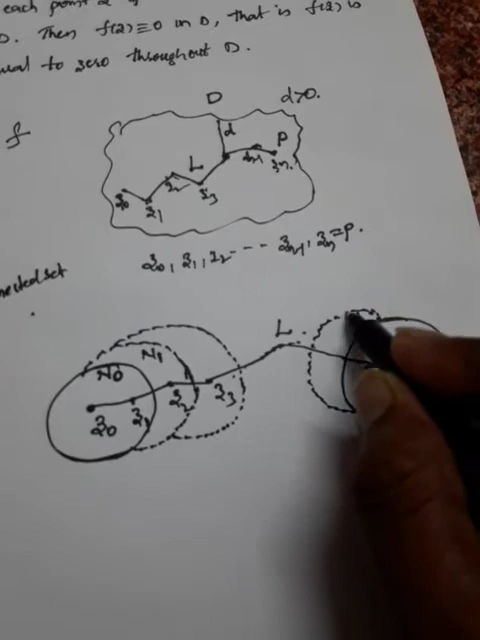 each point z
D. Then f(z) ≡ 0 in D, that is f(z) is
ual to zero throughout D.
f
D
d>0.
d
L
P
z0
z1
z2
z3
zn-1
zn.
z0, z1, z2 - - - zn-1, zn = P.
nected set
L.
N0
N1
z0
z1
z2
z3